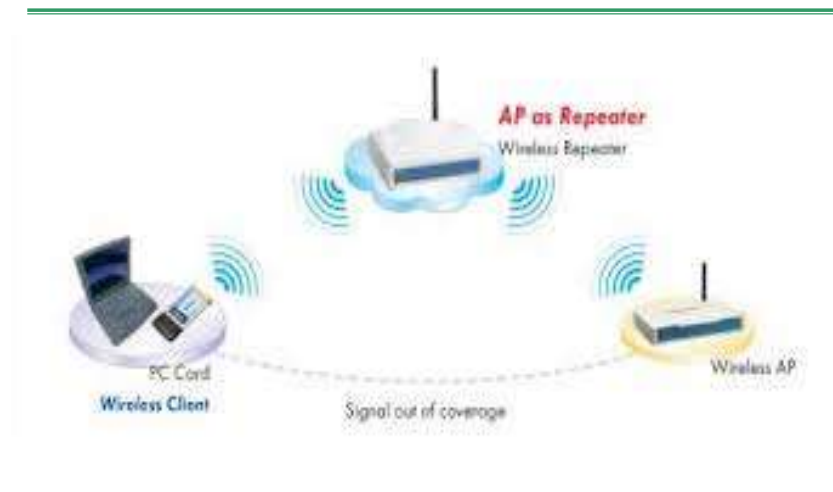 AP as Repeater
Wireless Repeater
PC Card
Wireless Client
Signal out of coverage
Wireless AP